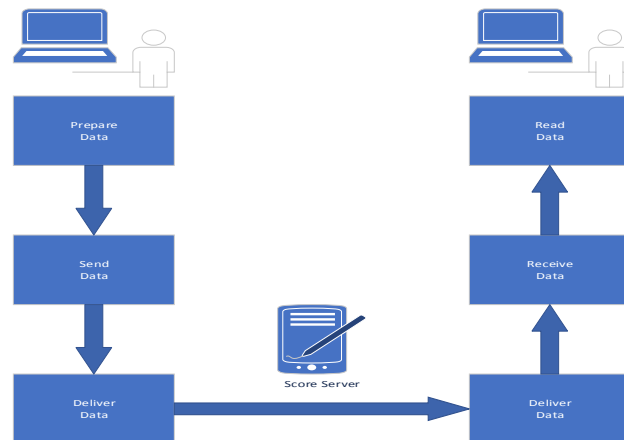 Prepare
Data
Read
Data
Send
Data
Receive
Data
Score Server
Deliver
Data
Deliver
Data